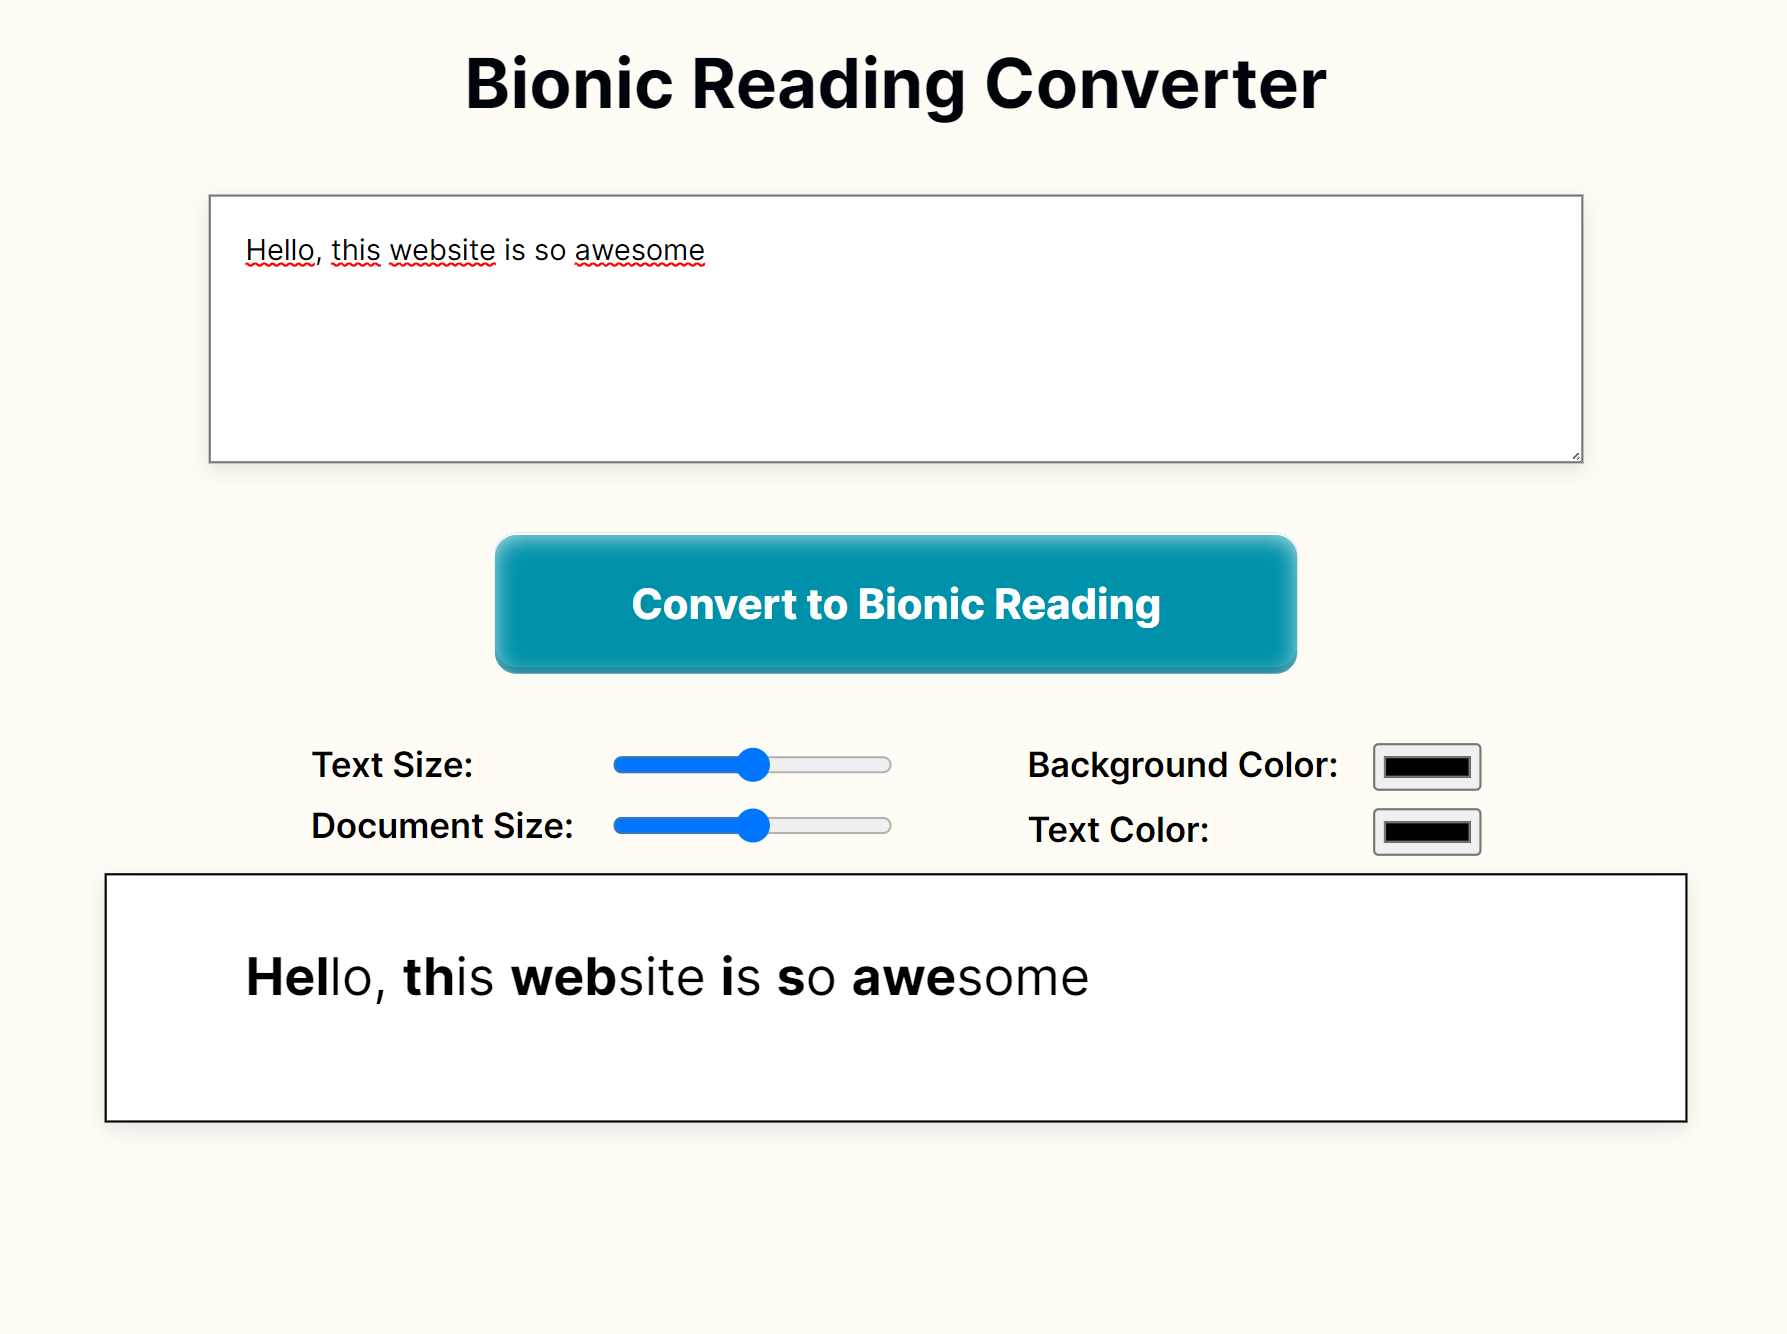 Bionic Reading Converter
Hello, this website is so awesome
Convert to Bionic Reading
Text Size:
Background Color:
Document Size:
Text Color:
Hello, this website is so awesome